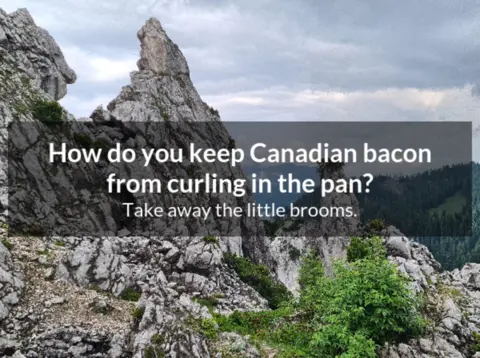 How do you keep Canadian bacon
from curling in the pan?
Take away the little brooms.